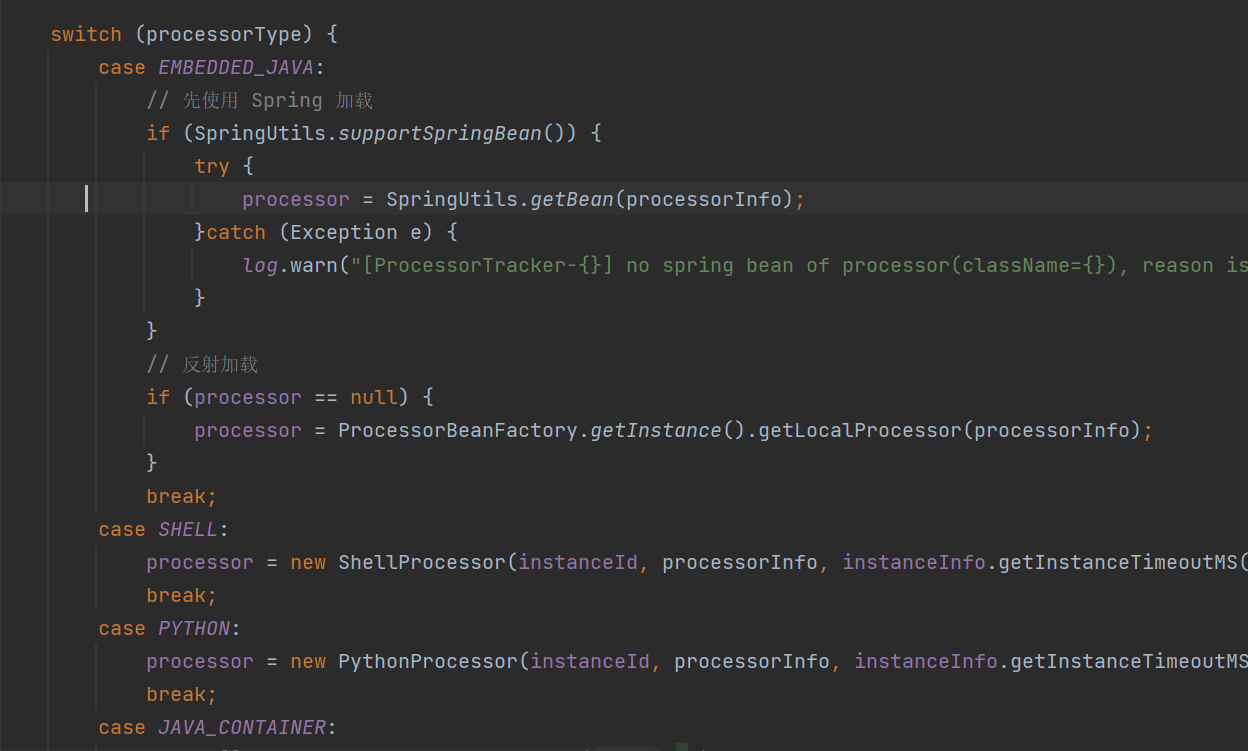 switch (processorType) {
case EMBEDDED_JAVA:
// 先使用 Spring 加载
if (SpringUtils.supportSpringBean()) {
try {
processor = SpringUtils.getBean(processorInfo);
}catch (Exception e) {
log.warn("[ProcessorTracker-{}] no spring bean of processor(className={}), reason is
}
}
// 反射加载
if (processor == null) {
processor = ProcessorBeanFactory.getInstance().getLocalProcessor(processorInfo);
}
break;
case SHELL:
processor = new ShellProcessor(instanceId, processorInfo, instanceInfo.getInstanceTimeoutMS(
break;
case PYTHON:
processor = new PythonProcessor(instanceId, processorInfo, instanceInfo.getInstanceTimeoutMS
break;
case JAVA_CONTAINER: